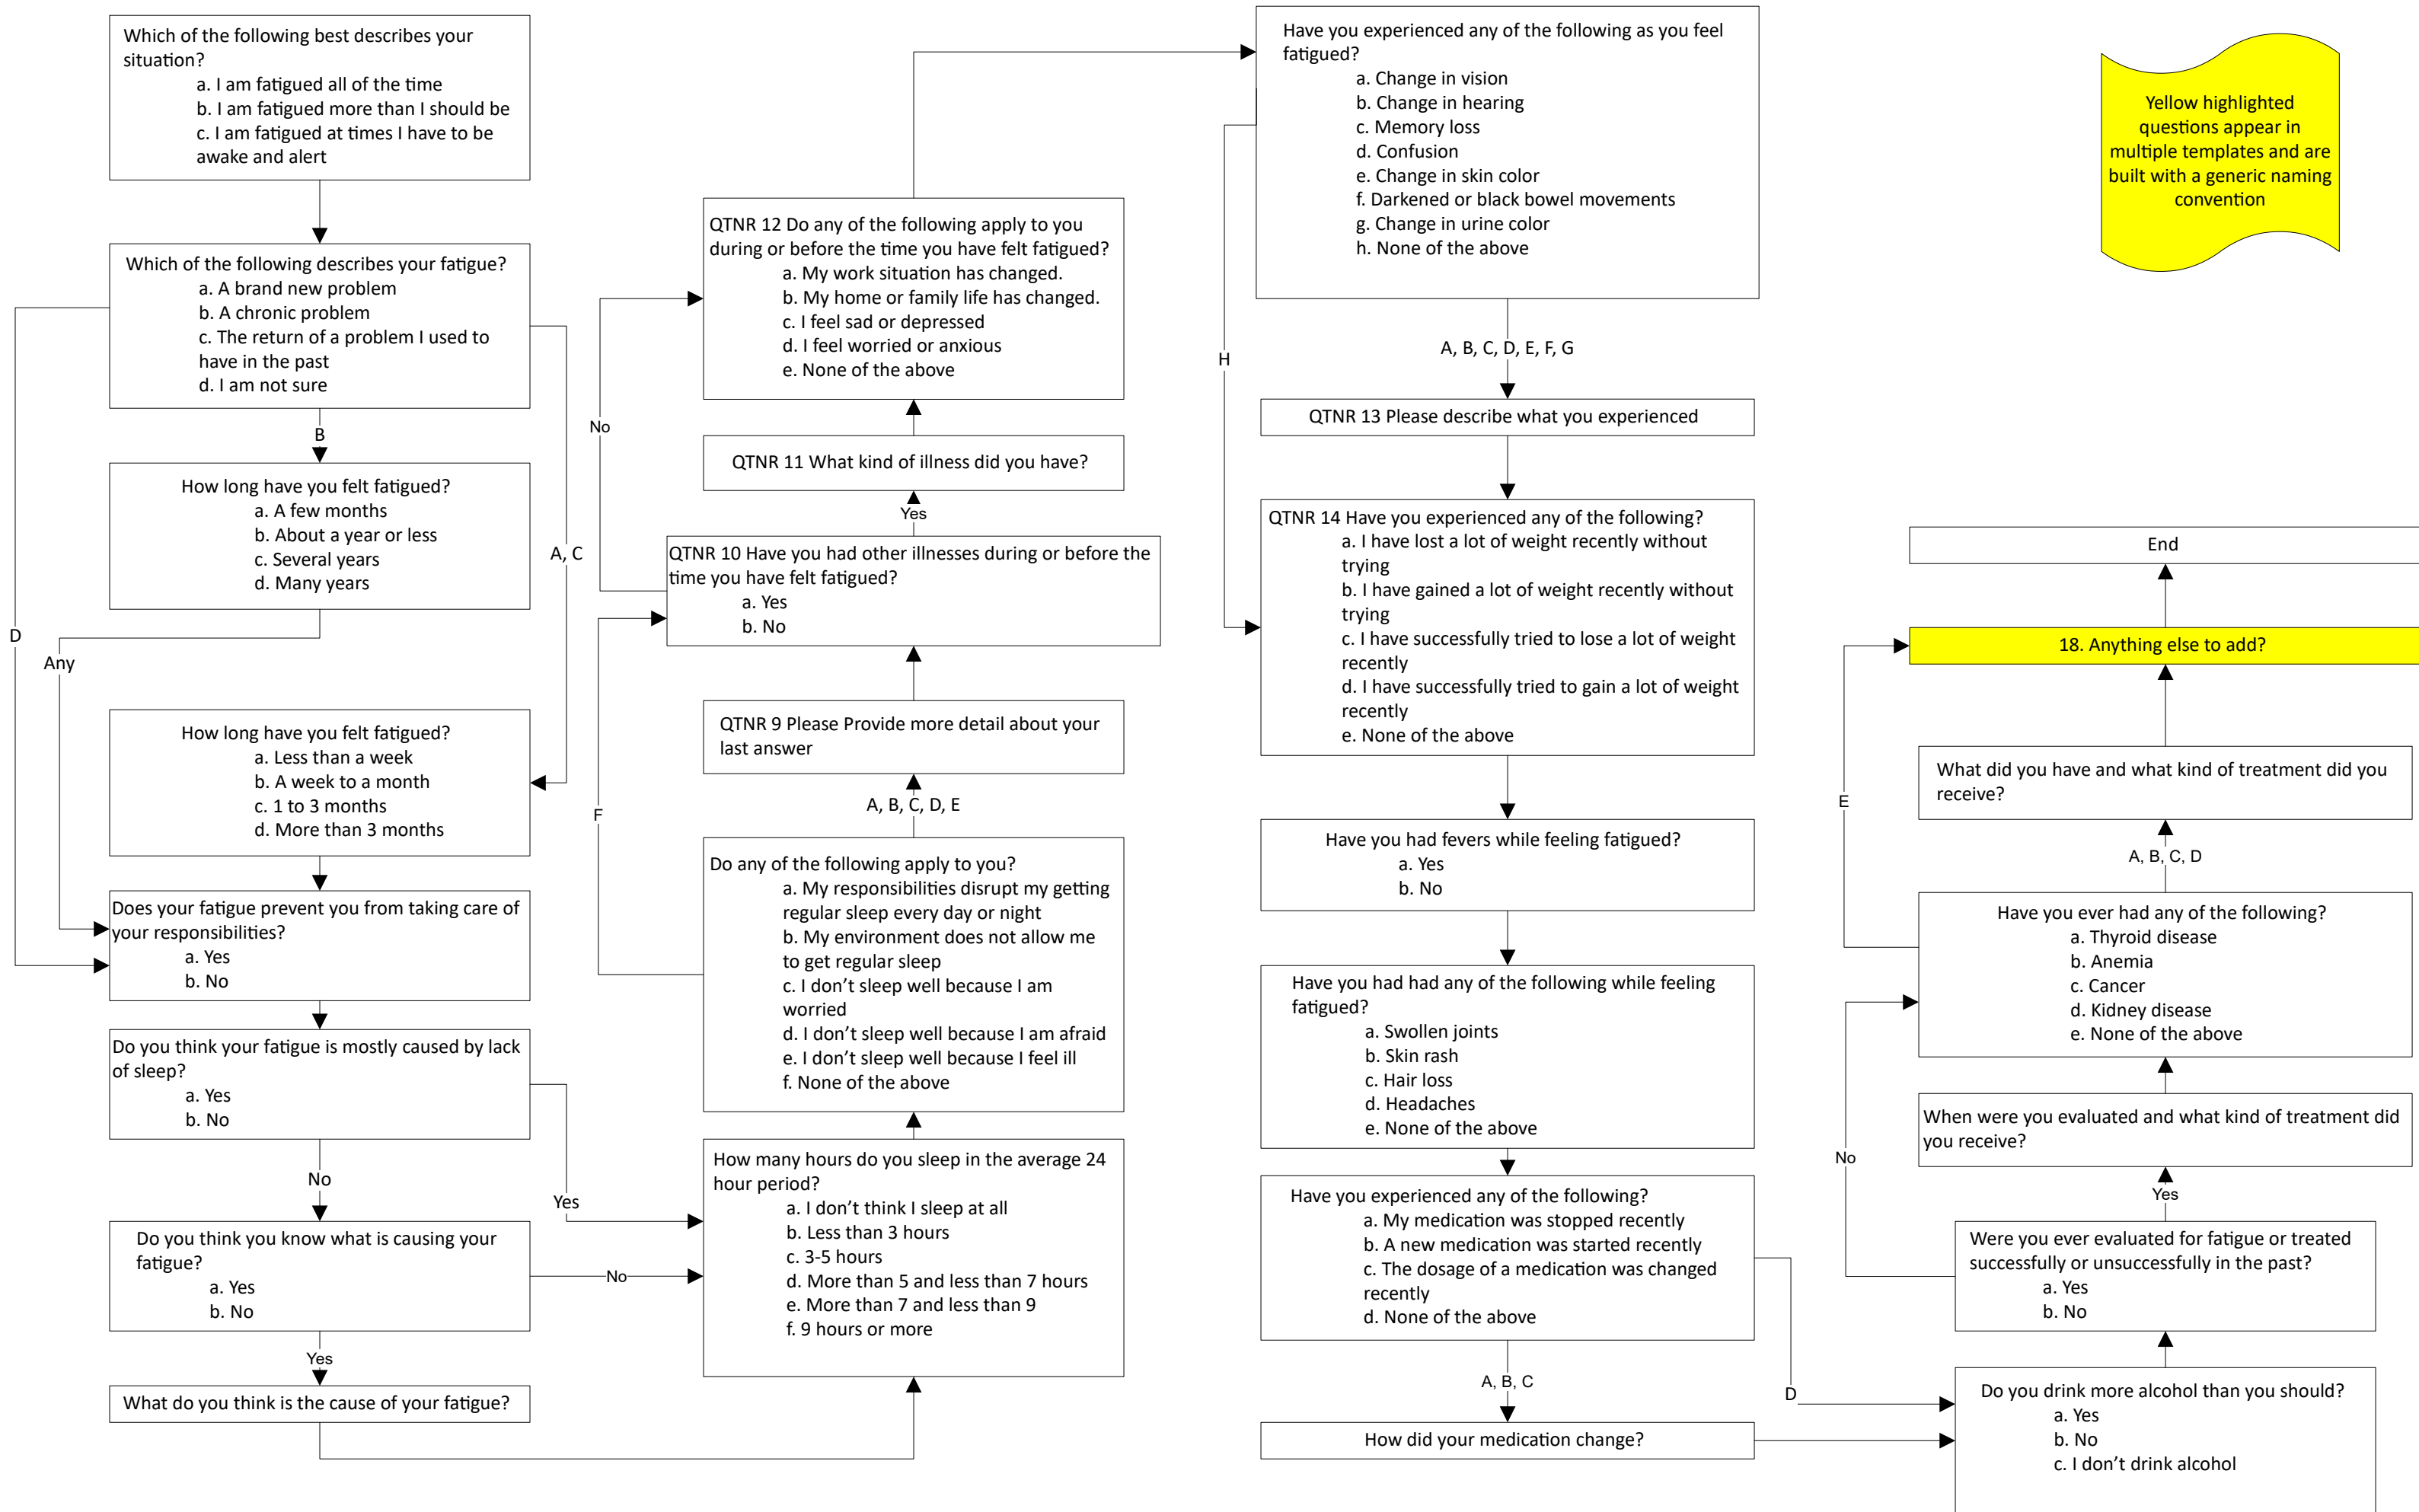 Which of the following best describes your
situation?
a. I am fatigued all of the time
b. I am fatigued more than I should be
c. I am fatigued at times I have to be
awake and alert
Which of the following describes your fatigue?
a. A brand new problem
b. A chronic problem
c. The return of a problem I used to
have in the past
d. I am not sure
B
A, C
D
How long have you felt fatigued?
a. A few months
b. About a year or less
c. Several years
d. Many years
Any
How long have you felt fatigued?
a. Less than a week
b. A week to a month
c. 1 to 3 months
d. More than 3 months
Does your fatigue prevent you from taking care of
your responsibilities?
a. Yes
b. No
Do you think your fatigue is mostly caused by lack
of sleep?
a. Yes
b. No
No
Yes
Do you think you know what is causing your
fatigue?
a. Yes
b. No
No
Yes
What do you think is the cause of your fatigue?
How many hours do you sleep in the average 24
hour period?
a. I don’t think I sleep at all
b. Less than 3 hours
c. 3-5 hours
d. More than 5 and less than 7 hours
e. More than 7 and less than 9
f. 9 hours or more
Do any of the following apply to you?
a. My responsibilities disrupt my getting
regular sleep every day or night
b. My environment does not allow me
to get regular sleep
c. I don’t sleep well because I am
worried
d. I don’t sleep well because I am afraid
e. I don’t sleep well because I feel ill
f. None of the above
A, B, C, D, E
F
QTNR 9 Please Provide more detail about your
last answer
QTNR 10 Have you had other illnesses during or before the
time you have felt fatigued?
a. Yes
b. No
Yes
No
QTNR 11 What kind of illness did you have?
QTNR 12 Do any of the following apply to you
during or before the time you have felt fatigued?
a. My work situation has changed.
b. My home or family life has changed.
c. I feel sad or depressed
d. I feel worried or anxious
e. None of the above
Have you experienced any of the following as you feel
fatigued?
a. Change in vision
b. Change in hearing
c. Memory loss
d. Confusion
e. Change in skin color
f. Darkened or black bowel movements
g. Change in urine color
h. None of the above
A, B, C, D, E, F, G
H
QTNR 13 Please describe what you experienced
QTNR 14 Have you experienced any of the following?
a. I have lost a lot of weight recently without
trying
b. I have gained a lot of weight recently without
trying
c. I have successfully tried to lose a lot of weight
recently
d. I have successfully tried to gain a lot of weight
recently
e. None of the above
Have you had fevers while feeling fatigued?
a. Yes
b. No
Have you had had any of the following while feeling
fatigued?
a. Swollen joints
b. Skin rash
c. Hair loss
d. Headaches
e. None of the above
Have you experienced any of the following?
a. My medication was stopped recently
b. A new medication was started recently
c. The dosage of a medication was changed
recently
d. None of the above
A, B, C
D
How did your medication change?
Do you drink more alcohol than you should?
a. Yes
b. No
c. I don’t drink alcohol
Were you ever evaluated for fatigue or treated
successfully or unsuccessfully in the past?
a. Yes
b. No
Yes
No
When were you evaluated and what kind of treatment did
you receive?
Have you ever had any of the following?
a. Thyroid disease
b. Anemia
c. Cancer
d. Kidney disease
e. None of the above
A, B, C, D
E
What did you have and what kind of treatment did you
receive?
18. Anything else to add?
End
Yellow highlighted
questions appear in
multiple templates and are
built with a generic naming
convention